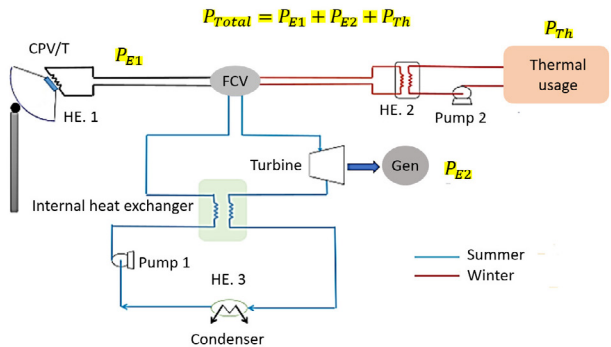 P_Total = P_E1 + P_E2 + P_Th
CPV/T
P_E1
P_Th
FCV
Thermal
usage
HE. 1
HE. 2
Pump 2
Turbine
Gen
P_E2
Internal heat exchanger
Pump 1
HE. 3
Condenser
Summer
Winter